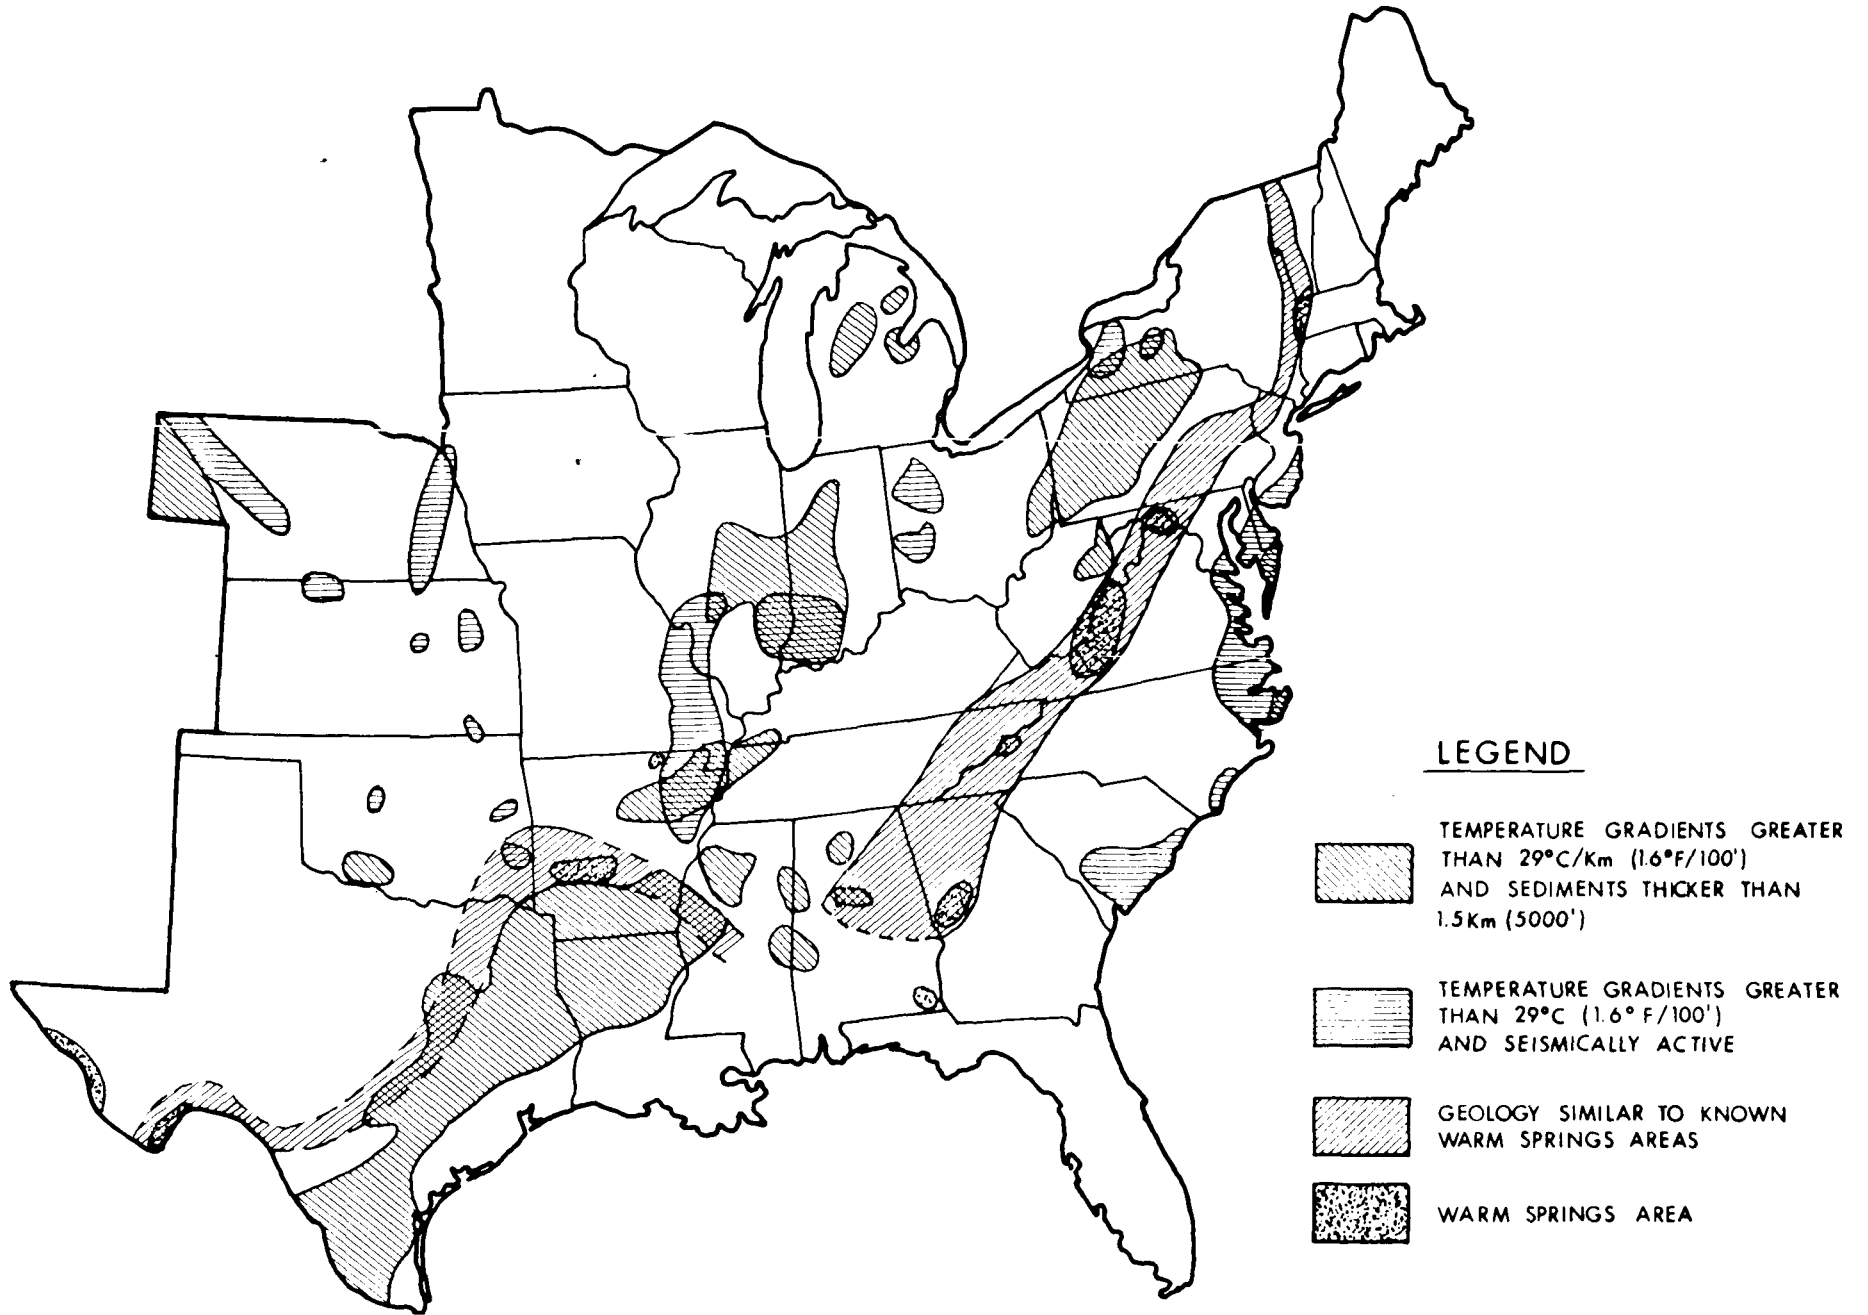 LEGEND
TEMPERATURE GRADIENTS GREATER
THAN 29°C/Km (1.6°F/100')
AND SEDIMENTS THICKER THAN
1.5Km (5000')
TEMPERATURE GRADIENTS GREATER
THAN 29°C (1.6°F/100')
AND SEISMICALLY ACTIVE
GEOLOGY SIMILAR TO KNOWN
WARM SPRINGS AREAS
WARM SPRINGS AREA